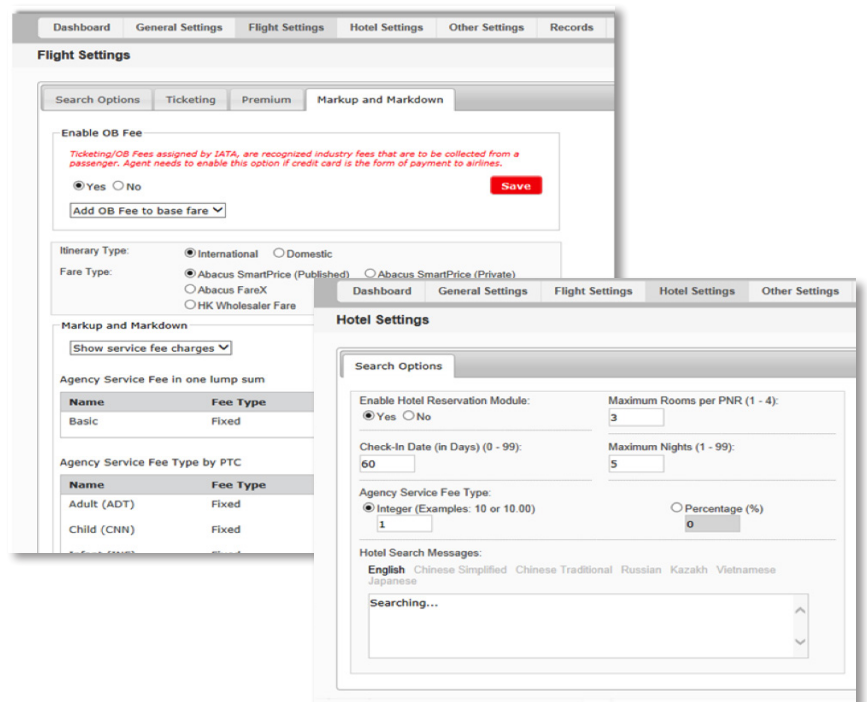 Dashboard General Settings Flight Settings Hotel Settings Other Settings Records
Flight Settings
Search Options Ticketing Premium Markup and Markdown
Enable OB Fee
Ticketing/OB Fees assigned by IATA, are recognized industry fees that are to be collected from a
passenger. Agent needs to enable this option if credit card is the form of payment to airlines.
Yes No
Save
Add OB Fee to base fare
Itinerary Type: International Domestic
Fare Type: Abacus SmartPrice (Published) Abacus SmartPrice (Private)
Abacus FareX
HK Wholesaler Fare
Markup and Markdown
Show service fee charges
Agency Service Fee in one lump sum
Name Fee Type
Basic Fixed
Agency Service Fee Type by PTC
Name Fee Type
Adult (ADT) Fixed
Child (CNN) Fixed
Dashboard General Settings Flight Settings Hotel Settings Other Settings
Hotel Settings
Search Options
Enable Hotel Reservation Module: Maximum Rooms per PNR (1 - 4):
Yes No 3
Check-In Date (in Days) (0 - 99): Maximum Nights (1 - 99):
60 5
Agency Service Fee Type:
Integer (Examples: 10 or 10.00) Percentage (%)
1 0
Hotel Search Messages:
English Chinese Simplified Chinese Traditional Russian Kazakh Vietnamese
Japanese
Searching...